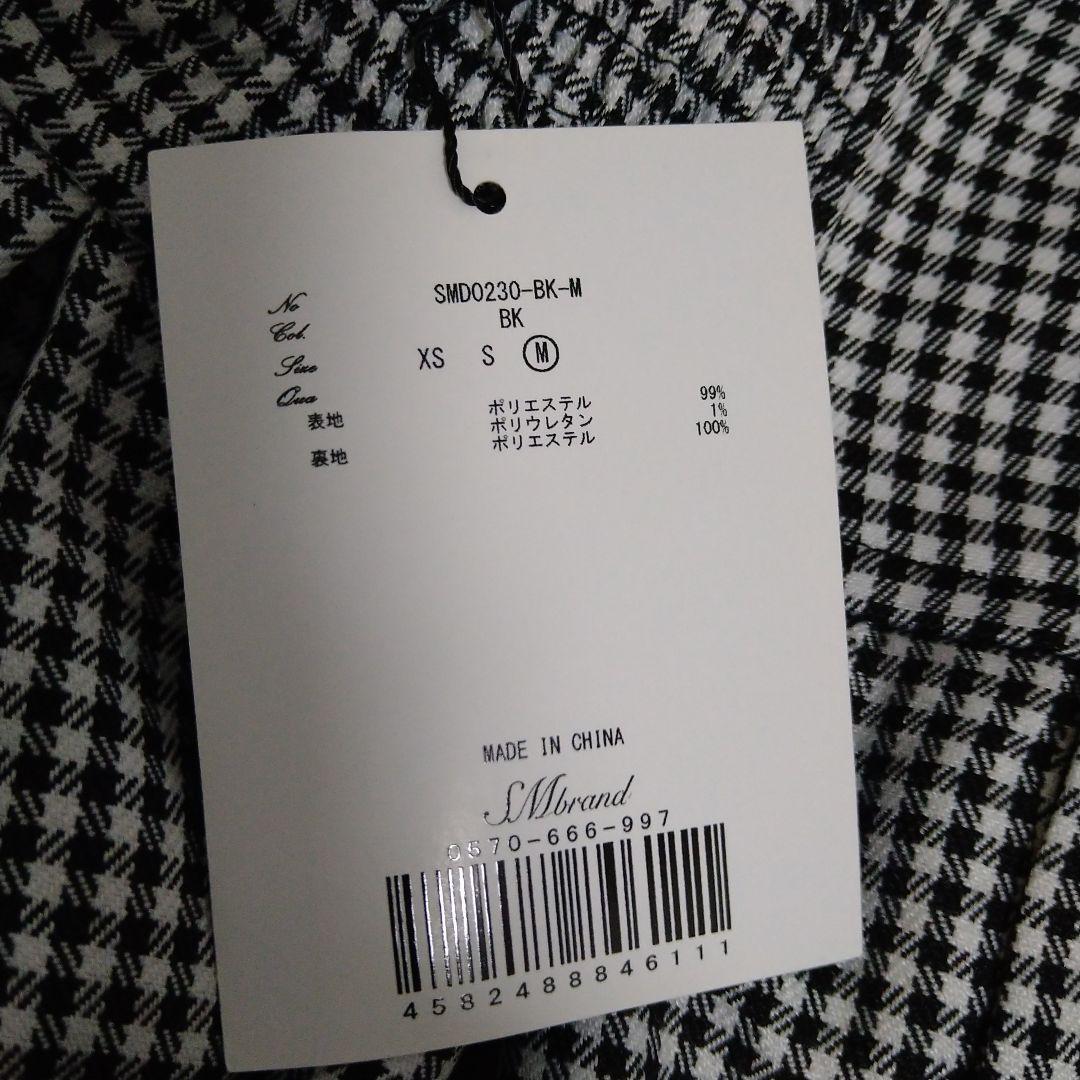 No SMD0230-BK-M
Col. BK
Size XS S M
Qua
表地 ポリエステル 99%
ポリウレタン 1%
裏地 ポリエステル 100%
MADE IN CHINA
SMbrand
0570-666-997
4582488846111